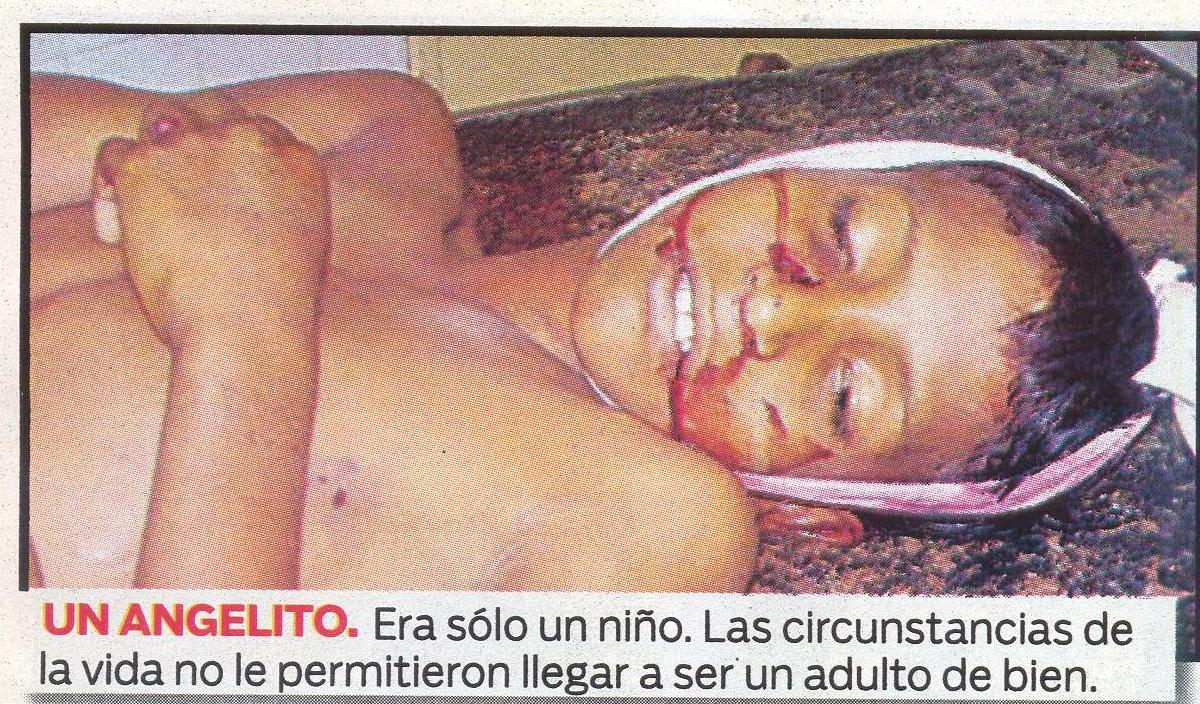 UN ANGELITO. Era sólo un niño. Las circunstancias de
la vida no le permitieron llegar a ser un adulto de bien.